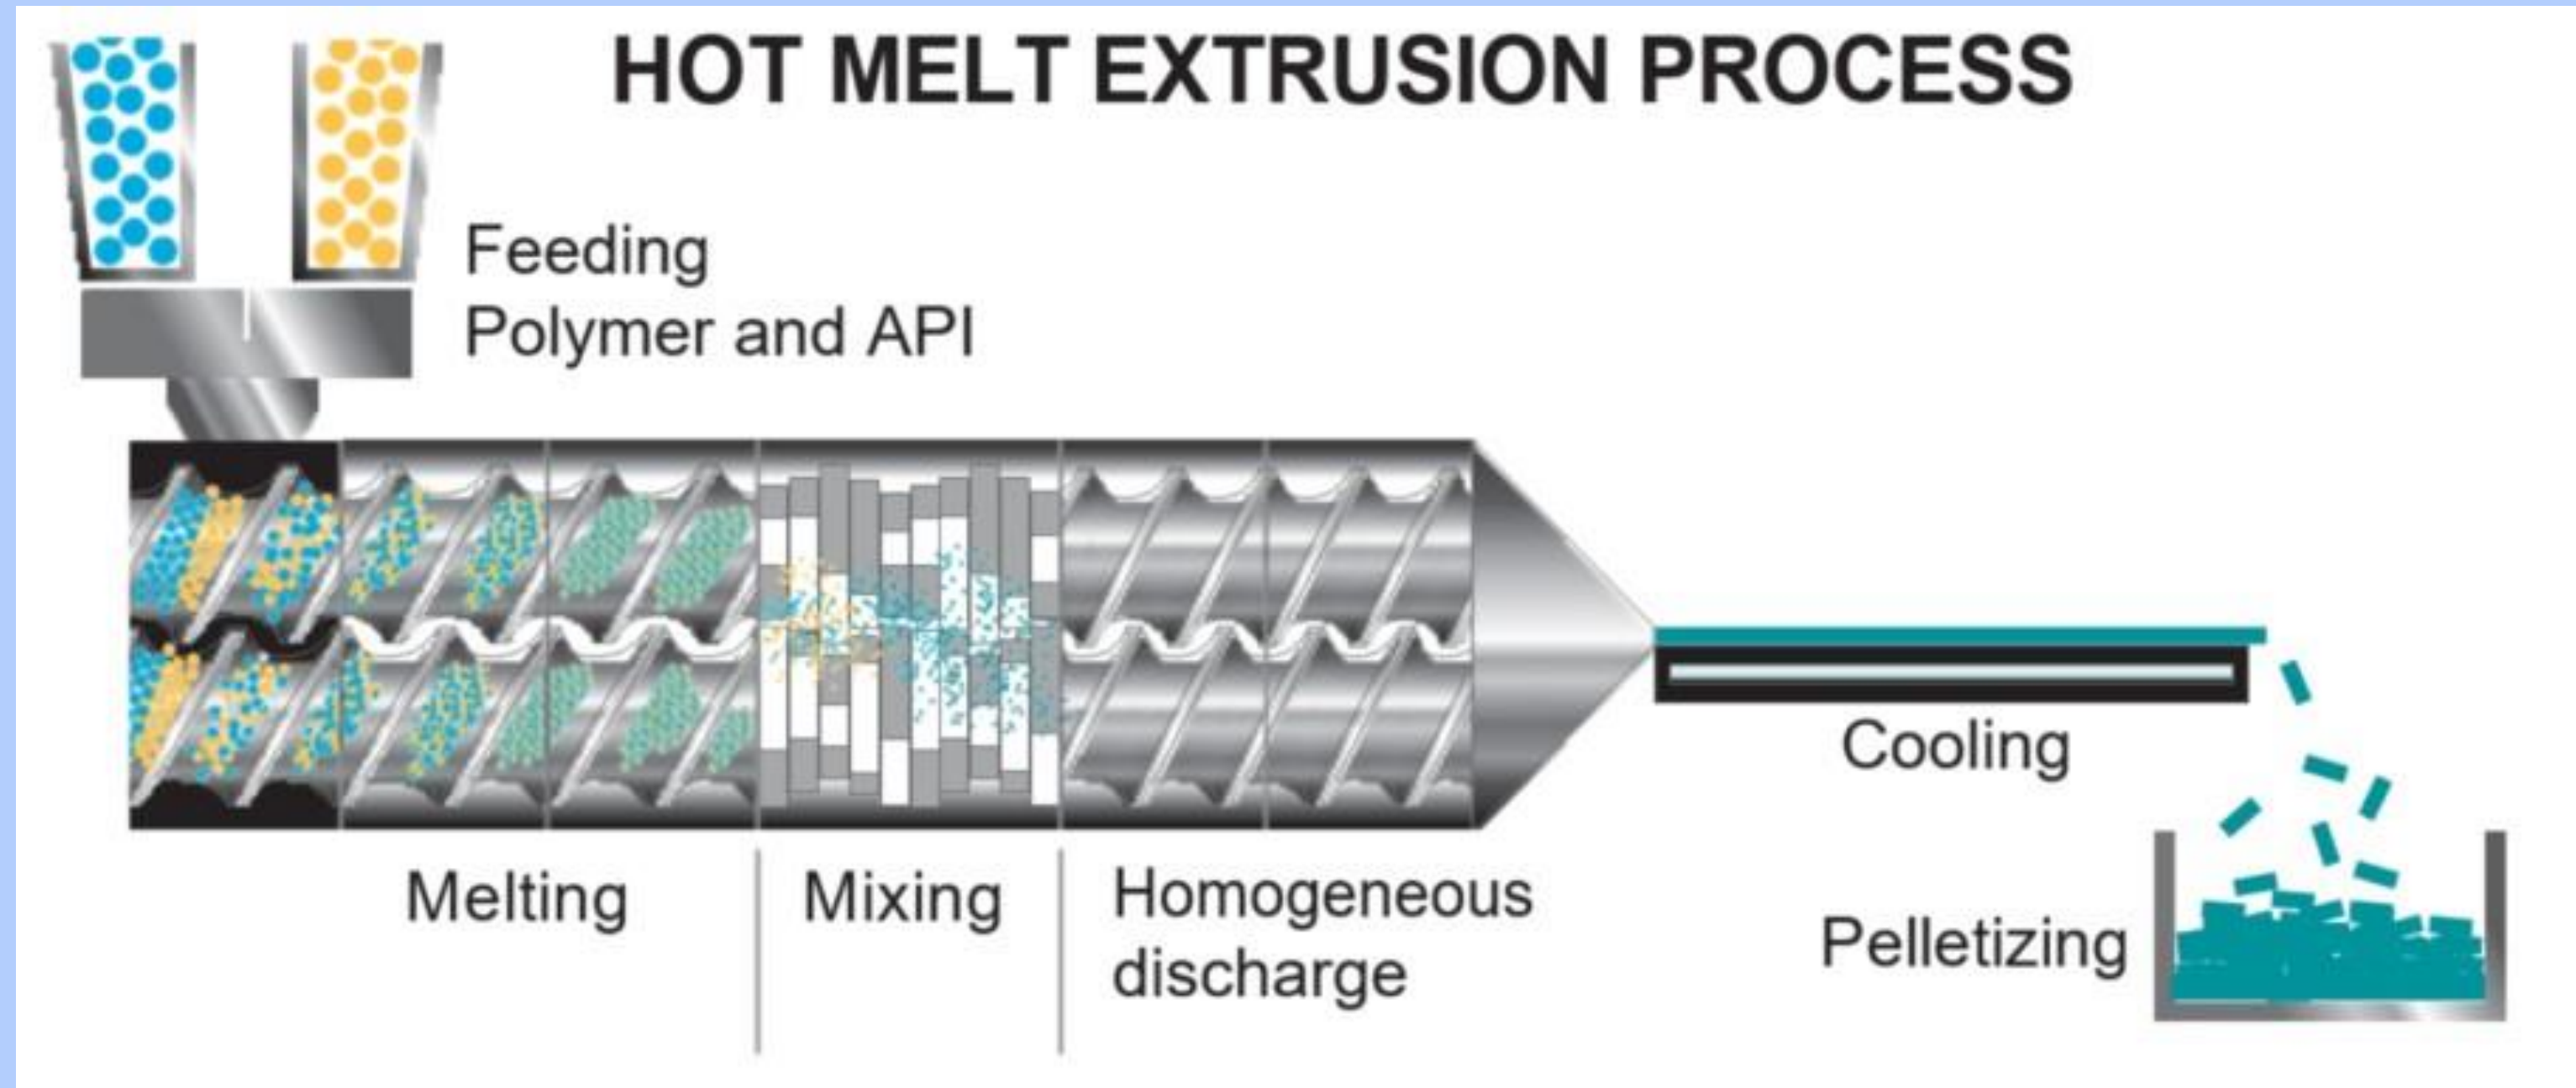 HOT MELT EXTRUSION PROCESS
Feeding
Polymer and API
Melting
Mixing
Homogeneous
discharge
Cooling
Pelletizing